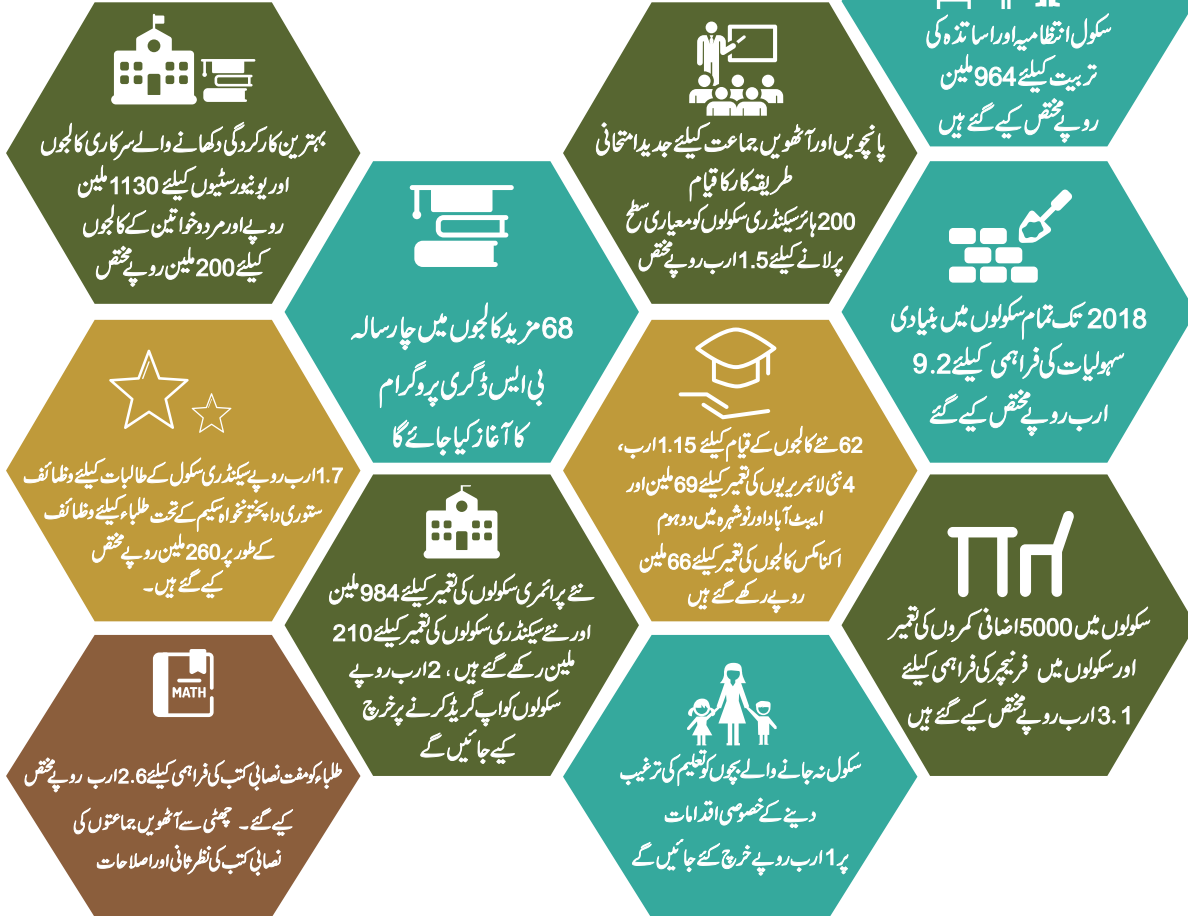 سکول انتظامیہ اور اساتذہ کی
تربیت کیلئے 964 ملین
روپے مختص کیے گئے ہیں
پانچویں اور آٹھویں جماعت کیلئے جدید امتحانی
طریقہ کار کا قیام
200 ہائر سیکنڈری سکولوں کو معیاری سطح
پر لانے کیلئے 1.5 ارب روپے مختص
بہترین کارکردگی دکھانے والے سرکاری کالجوں
اور یونیورسٹیوں کیلئے 1130 ملین
روپے اور مرد و خواتین کے کالجوں
کیلئے 200 ملین روپے مختص
2018 تک تمام سکولوں میں بنیادی
سہولیات کی فراہمی کیلئے 9.2
ارب روپے مختص کیے گئے
68 مزید کالجوں میں چار سالہ
بی ایس ڈگری پروگرام
کا آغاز کیا جائے گا
62 نئے کالجوں کے قیام کیلئے 1.15 ارب،
4 نئی لائبریریوں کی تعمیر کیلئے 69 ملین اور
ایبٹ آباد اور نوشہرہ میں دو ہوم
اکنامکس کالجوں کی تعمیر کیلئے 66 ملین
روپے رکھے گئے ہیں
1.7 ارب روپے سیکنڈری سکول کے طالبات کیلئے وظائف
ستوری دا پختونخواہ سکیم کے تحت طلباء کیلئے وظائف
کے طور پر 260 ملین روپے مختص
کیے گئے ہیں۔
سکولوں میں 5000 اضافی کمروں کی تعمیر
اور سکولوں میں فرنیچر کی فراہمی کیلئے
3.1 ارب روپے مختص کیے گئے ہیں
نئے پرائمری سکولوں کی تعمیر کیلئے 984 ملین
اور نئے سیکنڈری سکولوں کی تعمیر کیلئے 210
ملین رکھے گئے ہیں، 2 ارب روپے
سکولوں کو اپ گریڈ کرنے پر خرچ
کیے جائیں گے
سکول نہ جانے والے بچوں کو تعلیم کی ترغیب
دینے کے خصوصی اقدامات
پر 1 ارب روپے خرچ کئے جائیں گے
MATH
طلباء کو مفت نصابی کتب کی فراہمی کیلئے 2.6 ارب روپے مختص
کیے گئے۔ چھٹی سے آٹھویں جماعتوں کی
نصابی کتب کی نظر ثانی اور اصلاحات